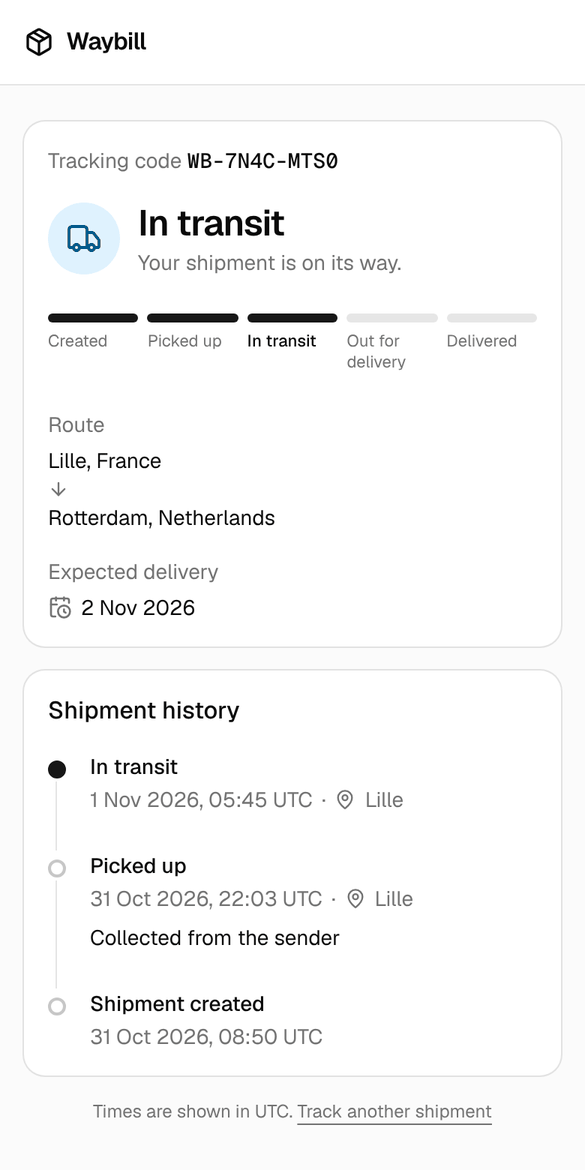 Waybill
Tracking code WB-7N4C-MTS0
In transit
Your shipment is on its way.
Created
Picked up
In transit
Out for
delivery
Delivered
Route
Lille, France
Rotterdam, Netherlands
Expected delivery
2 Nov 2026
Shipment history
In transit
1 Nov 2026, 05:45 UTC · Lille
Picked up
31 Oct 2026, 22:03 UTC · Lille
Collected from the sender
Shipment created
31 Oct 2026, 08:50 UTC
Times are shown in UTC. Track another shipment